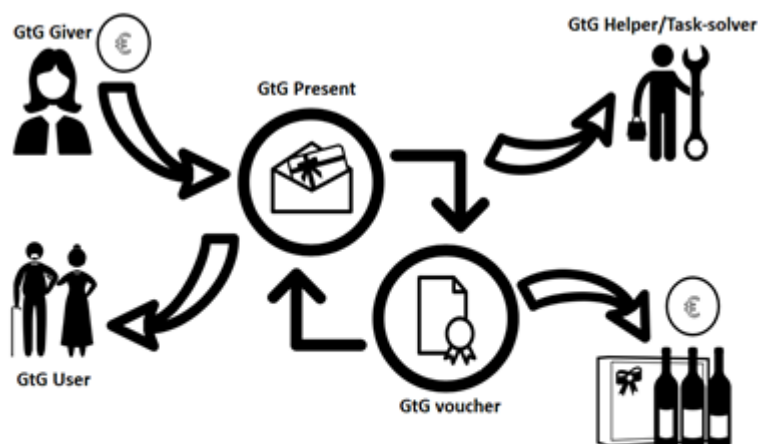 GtG Giver
€
GtG Helper/Task-solver
GtG Present
€
GtG User
GtG voucher